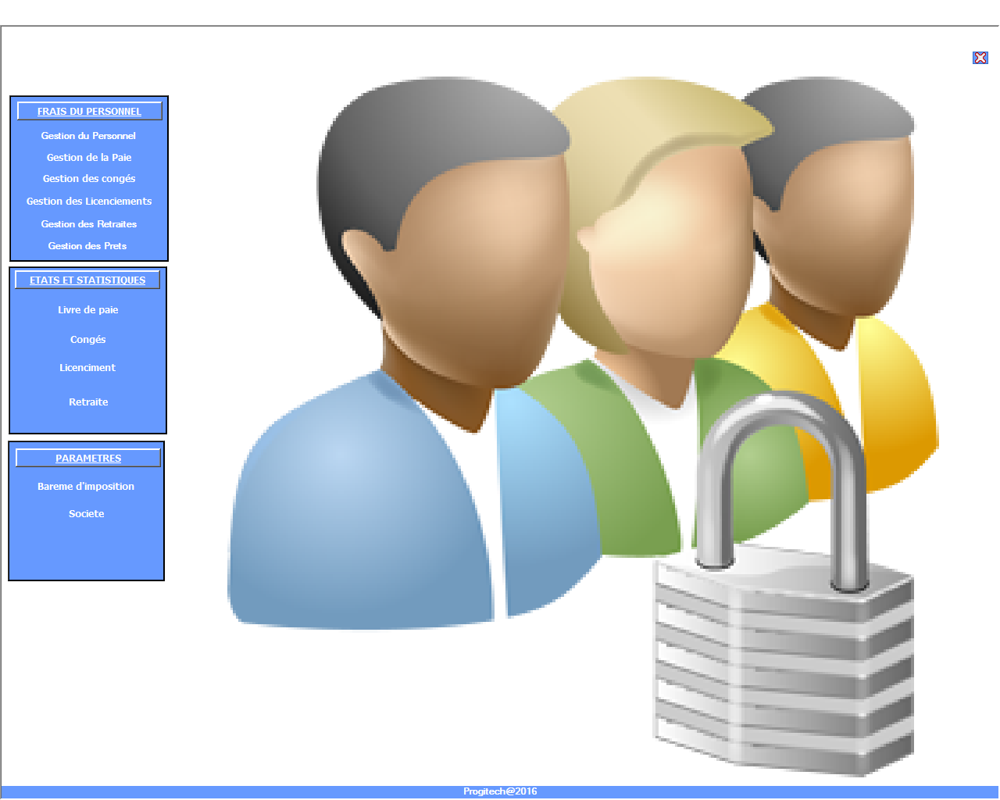 FRAIS DU PERSONNEL
Gestion du Personnel
Gestion de la Paie
Gestion des congés
Gestion des Licenciements
Gestion des Retraites
Gestion des Prets
ETATS ET STATISTIQUES
Livre de paie
Congés
Licenciment
Retraite
PARAMETRES
Bareme d'imposition
Societe
Progitech@2016